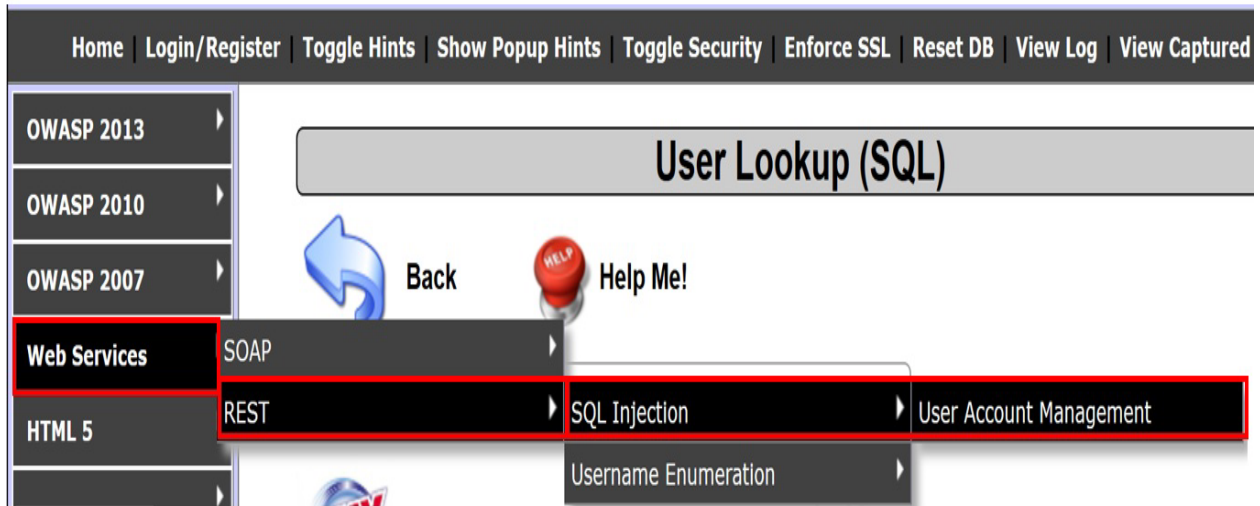 Home | Login/Register | Toggle Hints | Show Popup Hints | Toggle Security | Enforce SSL | Reset DB | View Log | View Captured
OWASP 2013
User Lookup (SQL)
OWASP 2010
OWASP 2007
Back
HELP
Help Me!
Web Services
SOAP
REST
SQL Injection
User Account Management
HTML 5
Username Enumeration